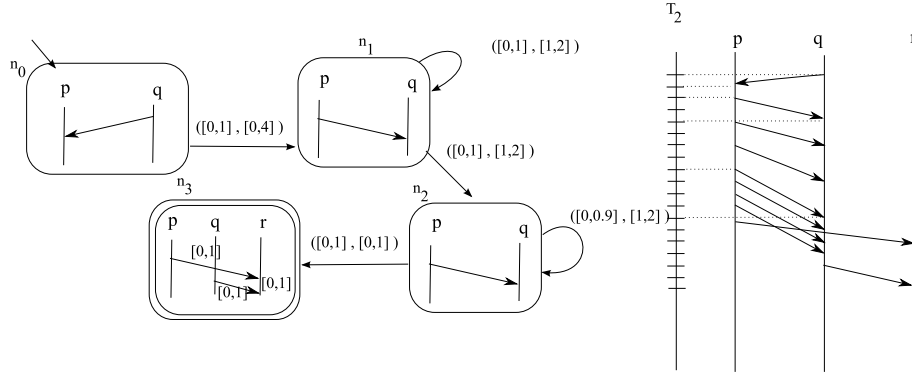 T2
n0
p q
([0,1] , [0,4] )
n1
p q
([0,1] , [1,2] )
([0,1] , [1,2] )
n2
p q
([0,0.9] , [1,2] )
([0,1] , [0,1] )
n3
p q r
[0,1]
[0,1]
[0,1]
p q